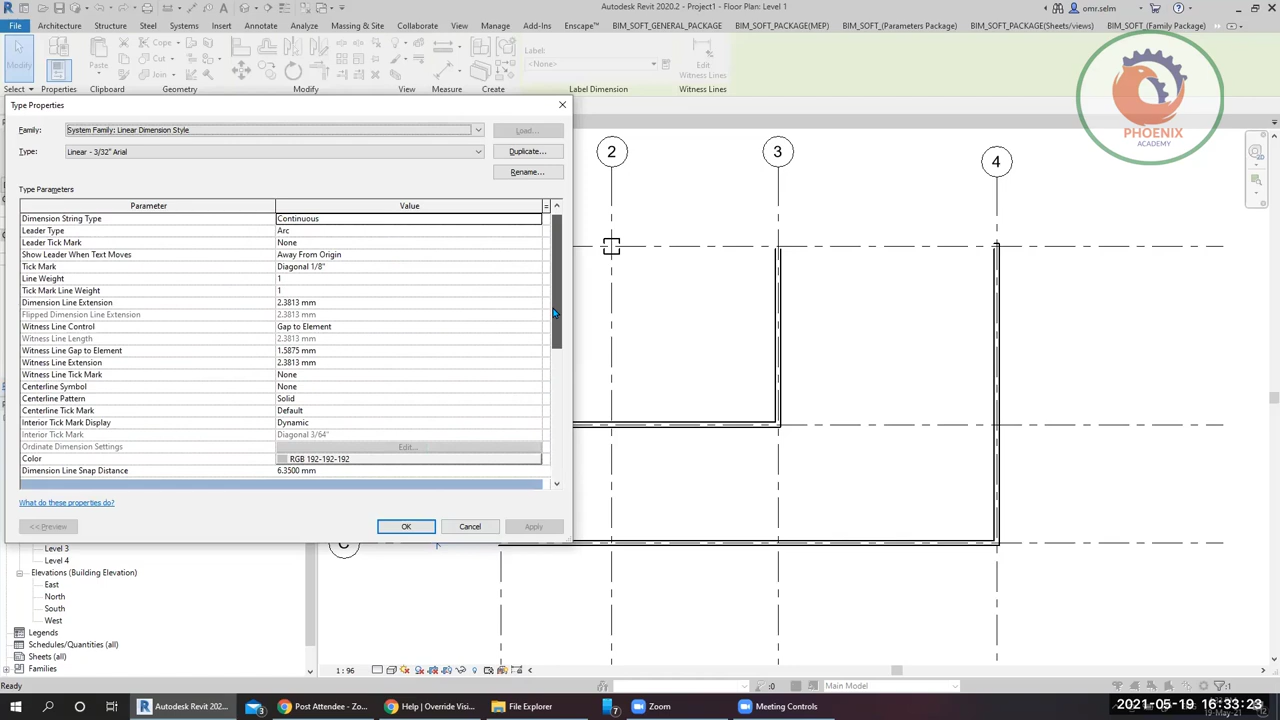 Autodesk Revit 2020.2 - Project1 - Floor Plan: Level 1
omr.selm
File Architecture Structure Steel Systems Insert Annotate Analyze Massing & Site Collaborate View Manage Add-Ins Enscape™ BIM_SOFT_GENERAL_PACKAGE BIM_SOFT_PACKAGE(MEP) BIM_SOFT_(Parameters Package) BIM_SOFT_PACKAGE(Sheets/views) BIM_SOFT_(Family Package)
Modify
Paste
Cope
Cut
Join
Label:
<None>
Edit
Witness Lines
Select Properties Clipboard Geometry Modify View Measure Create Label Dimension Witness Lines
PHOENIX
ACADEMY
Type Properties
Family: System Family: Linear Dimension Style Load...
Type: Linear - 3/32" Arial Duplicate...
Rename...
Type Parameters
Parameter Value =
Dimension String Type Continuous
Leader Type Arc
Leader Tick Mark None
Show Leader When Text Moves Away From Origin
Tick Mark Diagonal 1/8"
Line Weight 1
Tick Mark Line Weight 1
Dimension Line Extension 2.3813 mm
Flipped Dimension Line Extension 2.3813 mm
Witness Line Control Gap to Element
Witness Line Length 2.3813 mm
Witness Line Gap to Element 1.5875 mm
Witness Line Extension 2.3813 mm
Witness Line Tick Mark None
Centerline Symbol None
Centerline Pattern Solid
Centerline Tick Mark Default
Interior Tick Mark Display Dynamic
Interior Tick Mark Diagonal 3/64"
Ordinate Dimension Settings Edit...
Color RGB 192-192-192
Dimension Line Snap Distance 6.3500 mm
What do these properties do?
<< Preview OK Cancel Apply
2
3
4
Level 3
Level 4
Elevations (Building Elevation)
East
North
South
West
Legends
Schedules/Quantities (all)
Sheets (all)
Families
1 : 96
Ready
:0
Main Model
:1
Autodesk Revit 202...
Post Attendee - Zo...
Help | Override Visi...
File Explorer
Zoom
Meeting Controls
2021-05-19 16:33:23